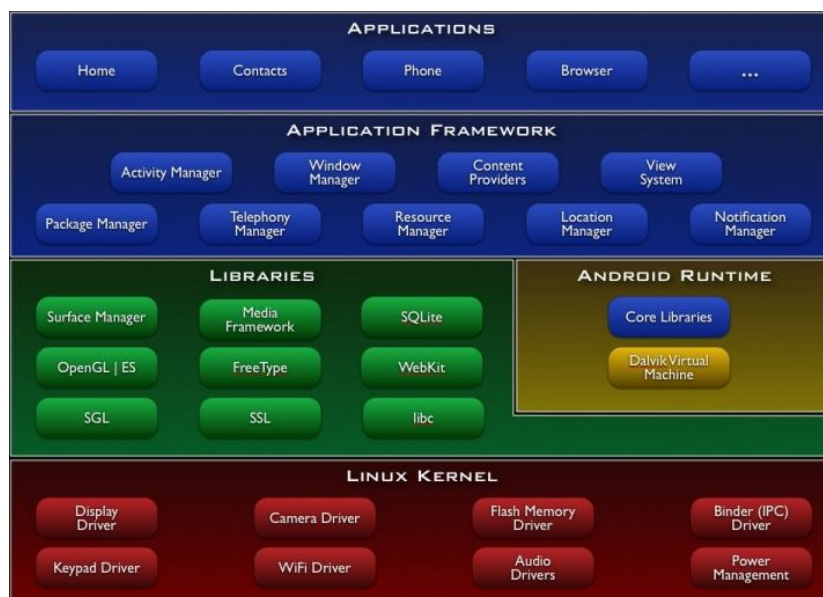 APPLICATIONS
Home Contacts Phone Browser ...
APPLICATION FRAMEWORK
Activity Manager Window Manager Content Providers View System
Package Manager Telephony Manager Resource Manager Location Manager Notification Manager
LIBRARIES
Surface Manager Media Framework SQLite
OpenGL | ES FreeType WebKit
SGL SSL libc
ANDROID RUNTIME
Core Libraries
Dalvik Virtual Machine
LINUX KERNEL
Display Driver Camera Driver Flash Memory Driver Binder (IPC) Driver
Keypad Driver WiFi Driver Audio Drivers Power Management